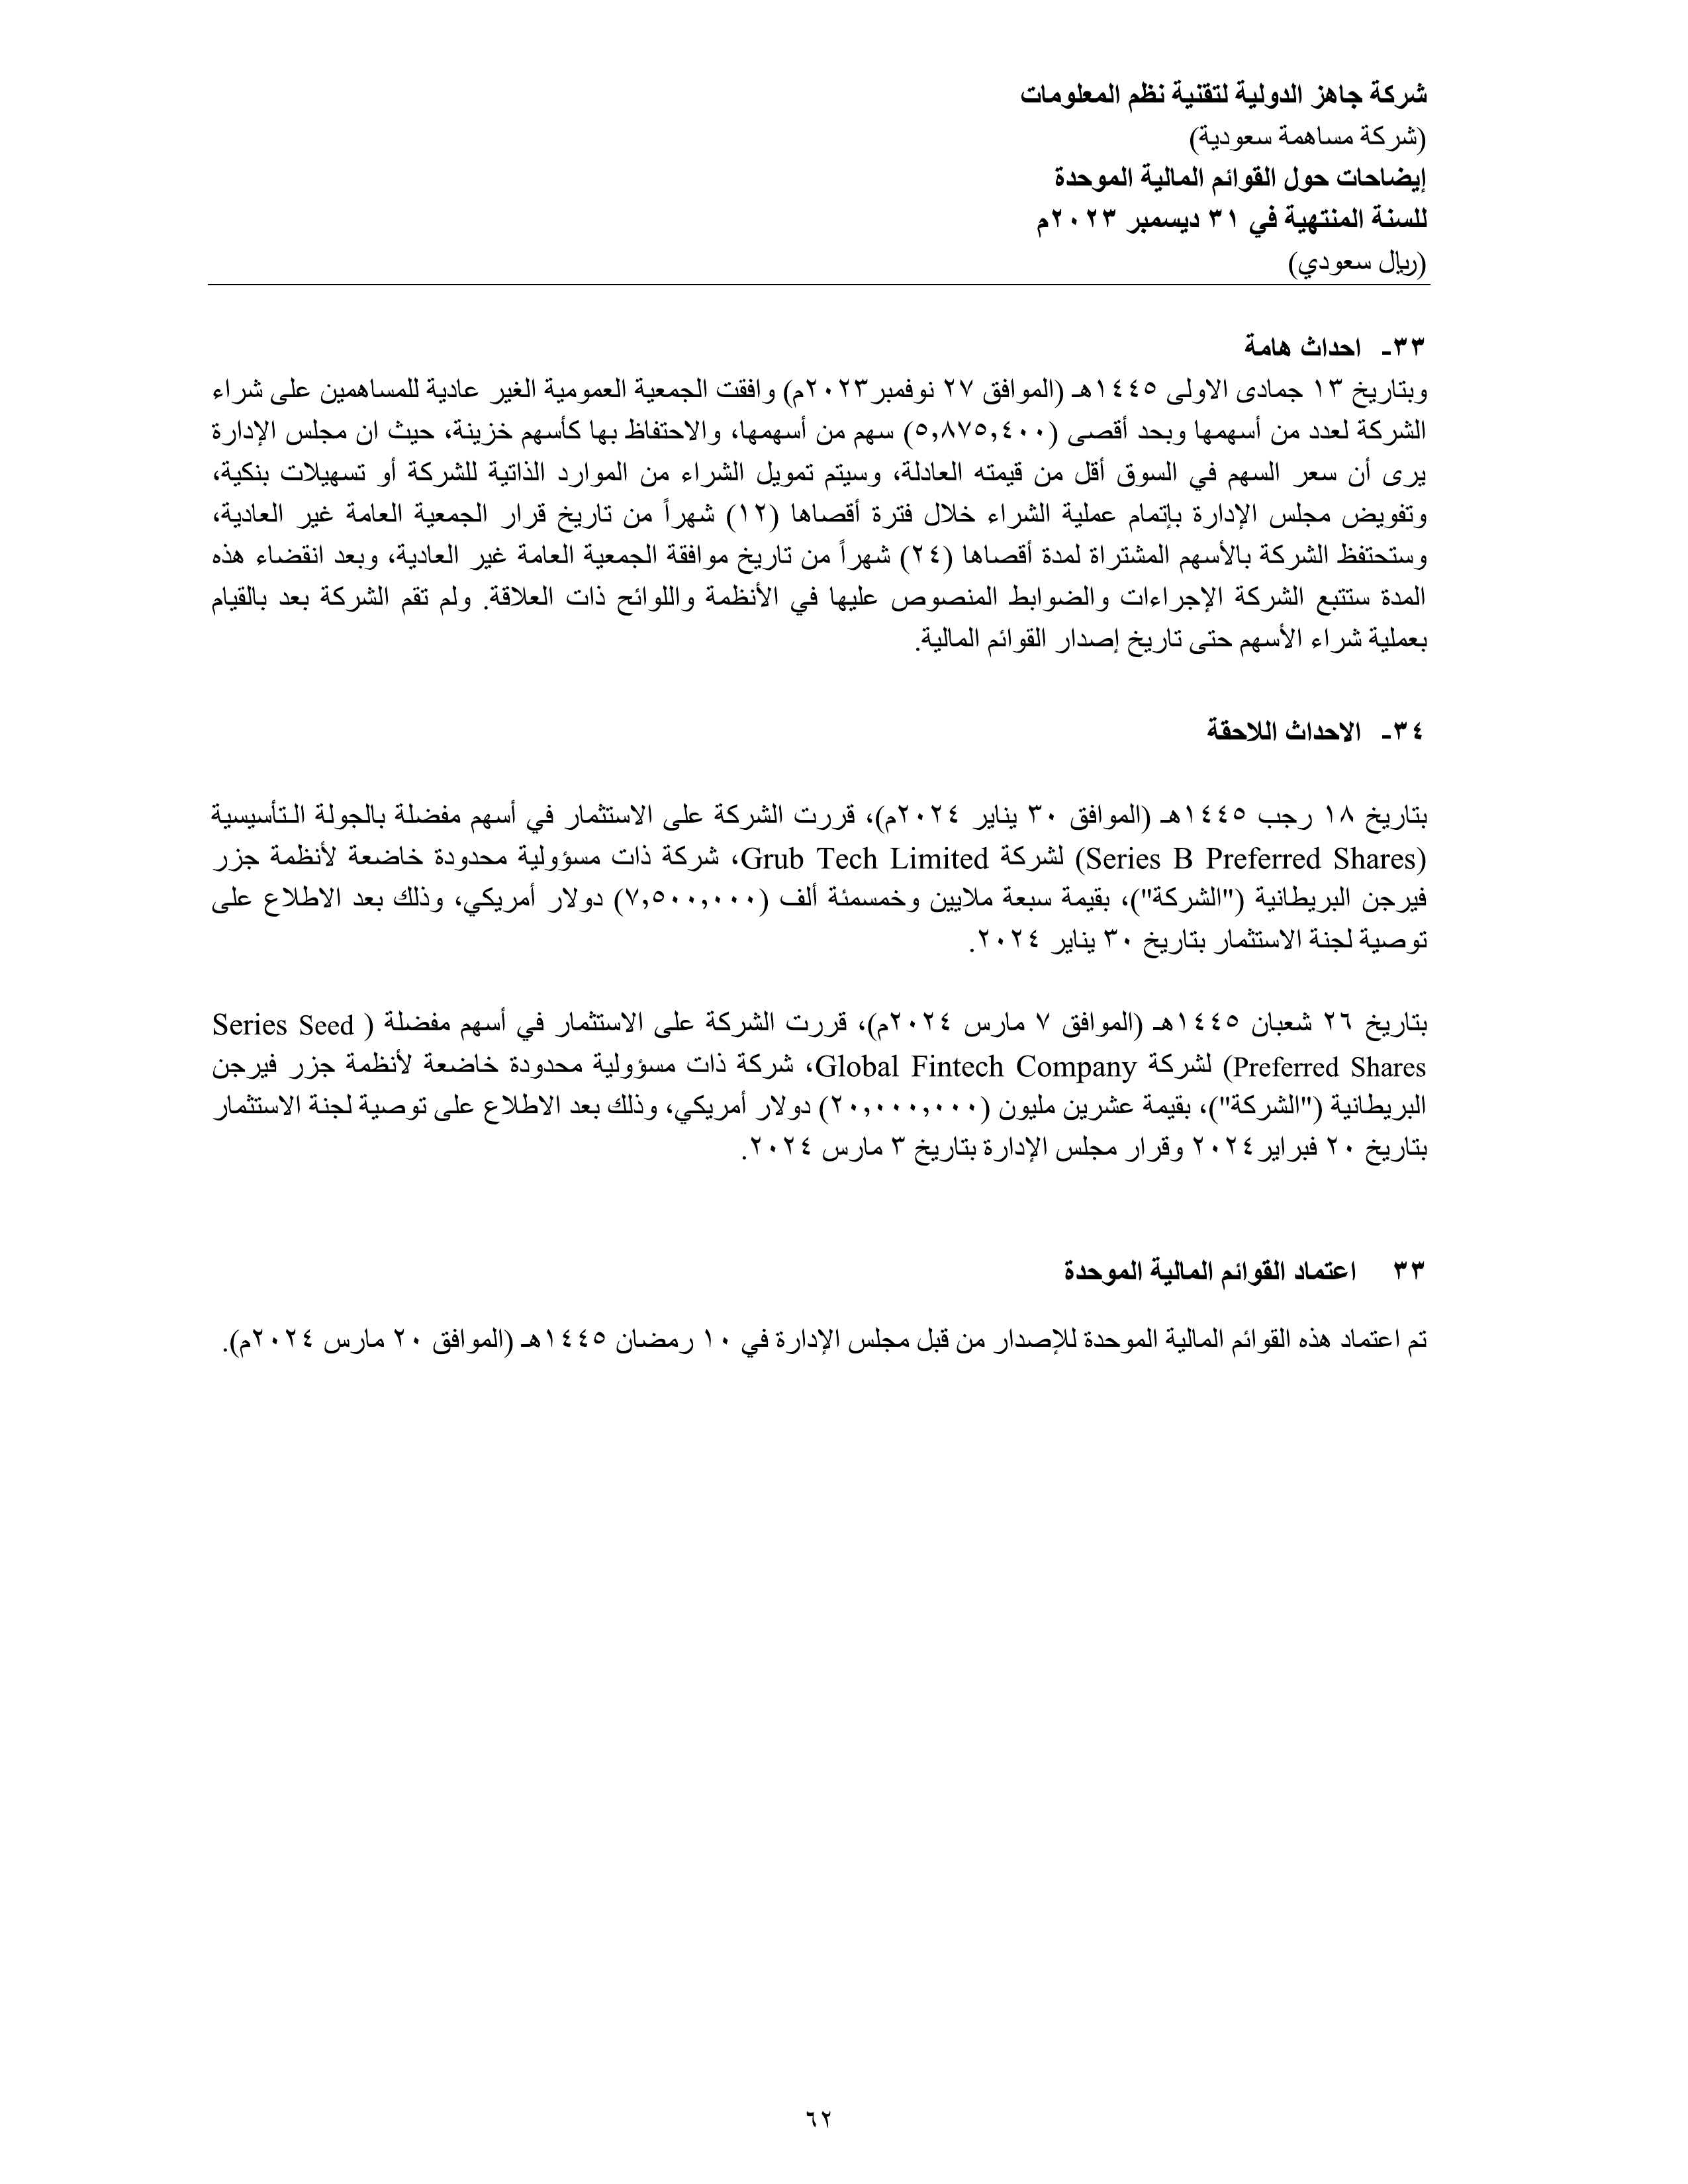 شركة جاهز الدولية لتقنية نظم المعلومات
(شركة مساهمة سعودية)
إيضاحات حول القوائم المالية الموحدة
للسنة المنتهية في ٣١ ديسمبر ٢٠٢٣م
(ريال سعودي)
٣٣- احداث هامة
وبتاريخ ١٣ جمادى الاولى ١٤٤٥هـ (الموافق ٢٧ نوفمبر٢٠٢٣م) وافقت الجمعية العمومية الغير عادية للمساهمين على شراء
الشركة لعدد من أسهمها وبحد أقصى (٥,٨٧٥,٤٠٠) سهم من أسهمها، والاحتفاظ بها كأسهم خزينة، حيث ان مجلس الإدارة
يرى أن سعر السهم في السوق أقل من قيمته العادلة، وسيتم تمويل الشراء من الموارد الذاتية للشركة أو تسهيلات بنكية،
وتفويض مجلس الإدارة بإتمام عملية الشراء خلال فترة أقصاها (١٢) شهراً من تاريخ قرار الجمعية العامة غير العادية،
وستحتفظ الشركة بالأسهم المشتراة لمدة أقصاها (٢٤) شهراً من تاريخ موافقة الجمعية العامة غير العادية، وبعد انقضاء هذه
المدة ستتبع الشركة الإجراءات والضوابط المنصوص عليها في الأنظمة واللوائح ذات العلاقة. ولم تقم الشركة بعد بالقيام
بعملية شراء الأسهم حتى تاريخ إصدار القوائم المالية.
٣٤- الاحداث اللاحقة
بتاريخ ١٨ رجب ١٤٤٥هـ (الموافق ٣٠ يناير ٢٠٢٤م)، قررت الشركة على الاستثمار في أسهم مفضلة بالجولة الـتأسيسية
(Series B Preferred Shares) لشركة Grub Tech Limited، شركة ذات مسؤولية محدودة خاضعة لأنظمة جزر
فيرجن البريطانية ("الشركة")، بقيمة سبعة ملايين وخمسمئة ألف (٧,٥٠٠,٠٠٠) دولار أمريكي، وذلك بعد الاطلاع على
توصية لجنة الاستثمار بتاريخ ٣٠ يناير ٢٠٢٤.
بتاريخ ٢٦ شعبان ١٤٤٥هـ (الموافق ٧ مارس ٢٠٢٤م)، قررت الشركة على الاستثمار في أسهم مفضلة (Series Seed
Preferred Shares) لشركة Global Fintech Company، شركة ذات مسؤولية محدودة خاضعة لأنظمة جزر فيرجن
البريطانية ("الشركة")، بقيمة عشرين مليون (٢٠,٠٠٠,٠٠٠) دولار أمريكي، وذلك بعد الاطلاع على توصية لجنة الاستثمار
بتاريخ ٢٠ فبراير٢٠٢٤ وقرار مجلس الإدارة بتاريخ ٣ مارس ٢٠٢٤.
٣٣ اعتماد القوائم المالية الموحدة
تم اعتماد هذه القوائم المالية الموحدة للإصدار من قبل مجلس الإدارة في ١٠ رمضان ١٤٤٥هـ (الموافق ٢٠ مارس ٢٠٢٤م).
٦٢